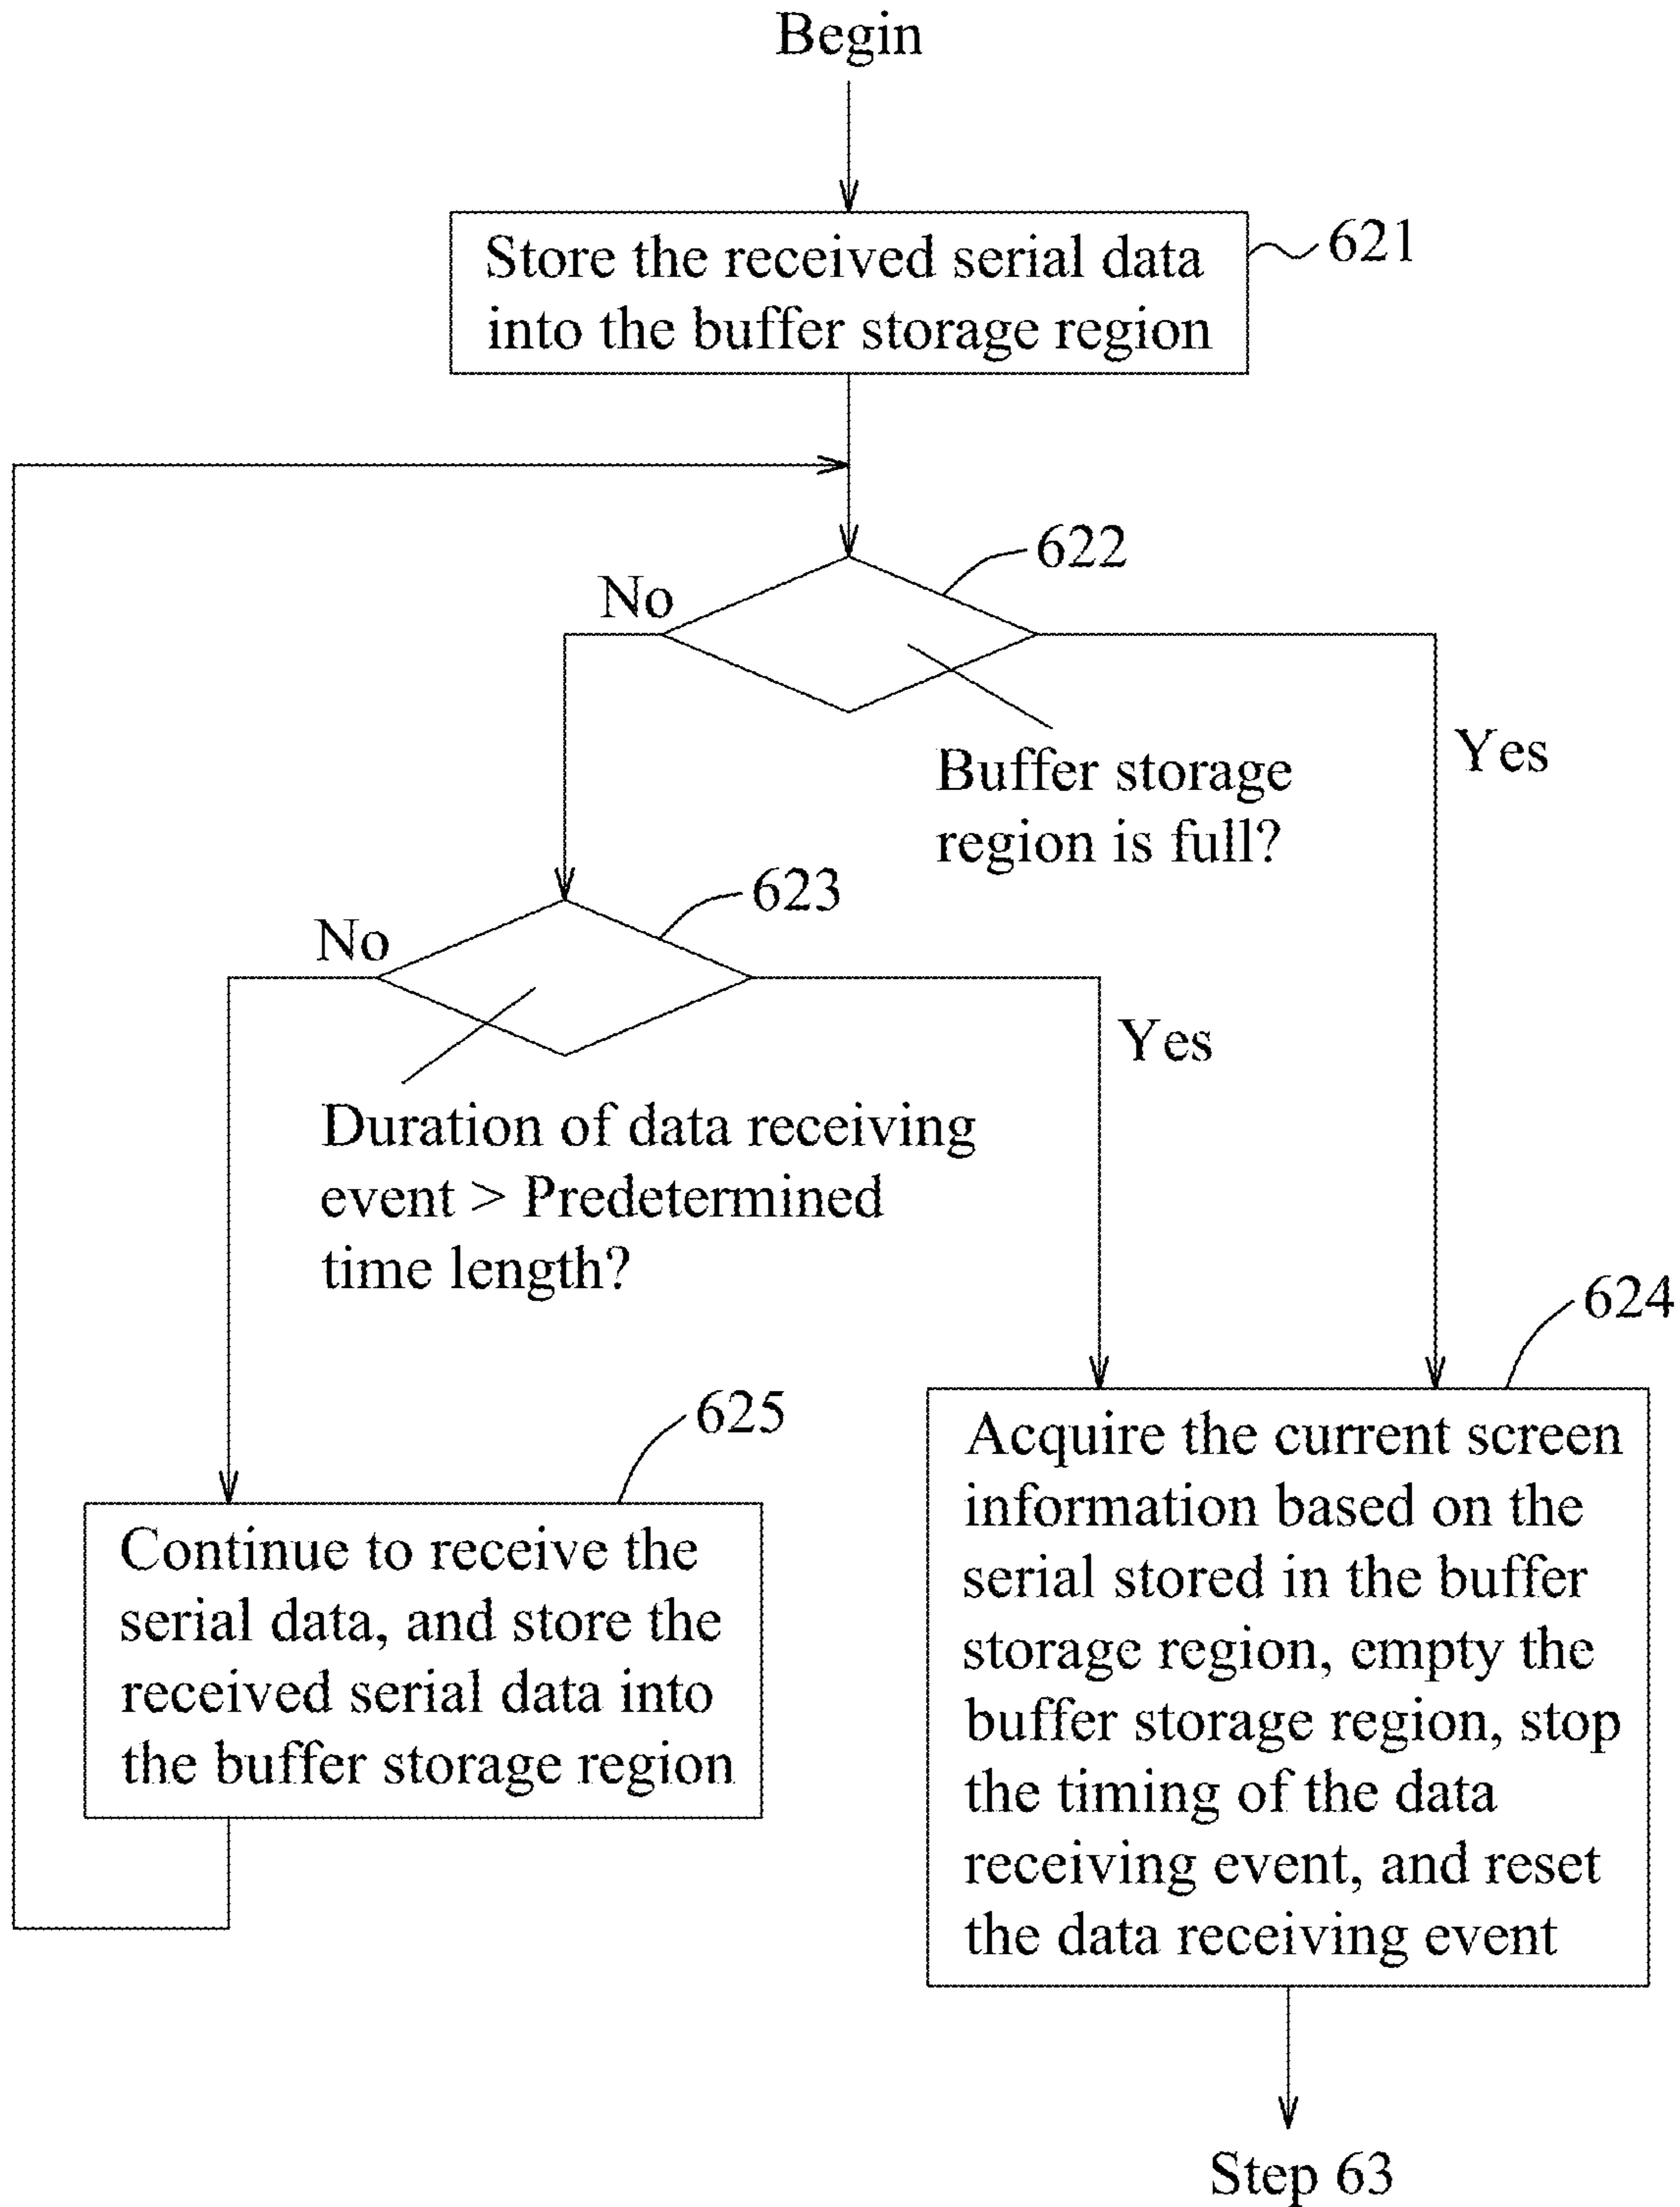 Begin
Store the received serial data
into the buffer storage region
621
622
No
Yes
Buffer storage
region is full?
623
No
Yes
Duration of data receiving
event > Predetermined
time length?
624
625
Acquire the current screen
information based on the
serial stored in the buffer
storage region, empty the
buffer storage region, stop
the timing of the data
receiving event, and reset
the data receiving event
Continue to receive the
serial data, and store the
received serial data into
the buffer storage region
Step 63